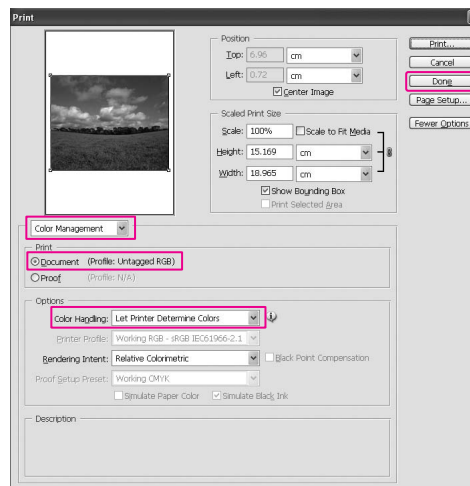 Print
Position
Top: 6.96 cm
Left: 0.72 cm
Center Image
Scaled Print Size
Scale: 100% Scale to Fit Media
Height: 15.169 cm
Width: 18.965 cm
Show Bounding Box
Print Selected Area
Print...
Cancel
Done
Page Setup...
Fewer Options
Color Management
Print
Document (Profile: Untagged RGB)
Proof (Profile: N/A)
Options
Color Handling: Let Printer Determine Colors
Printer Profile: Working RGB - sRGB IEC61966-2.1
Rendering Intent: Relative Colorimetric Black Point Compensation
Proof Setup Preset: Working CMYK
Simulate Paper Color Simulate Black Ink
Description